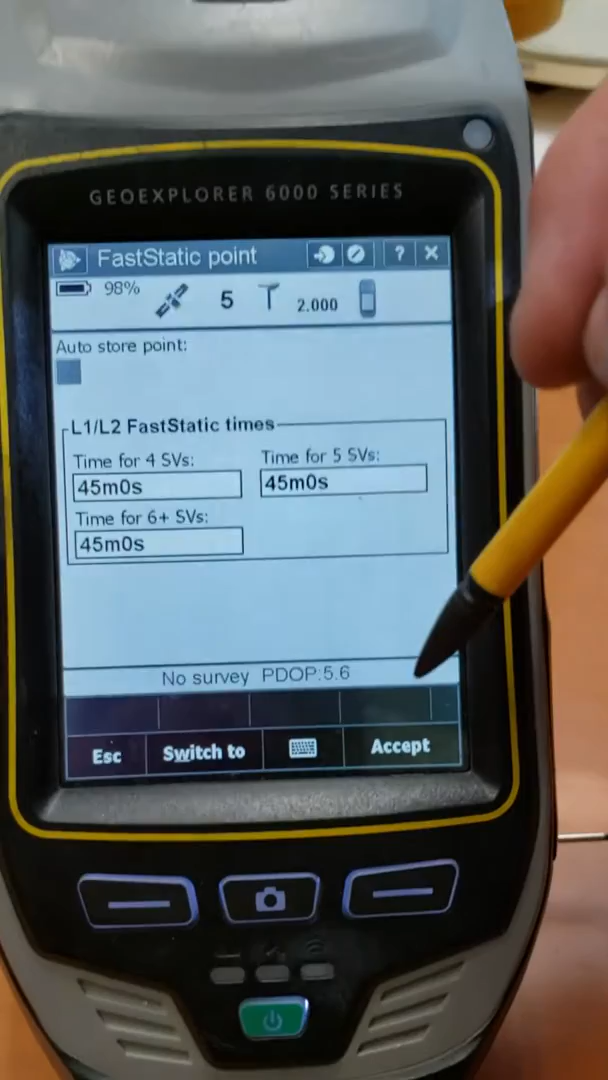 GEOEXPLORER 6000 SERIES
FastStatic point ? X
98% 5 2.000
Auto store point:
L1/L2 FastStatic times
Time for 4 SVs: Time for 5 SVs:
45m0s 45m0s
Time for 6+ SVs:
45m0s
No survey PDOP:5.6
Esc Switch to Accept